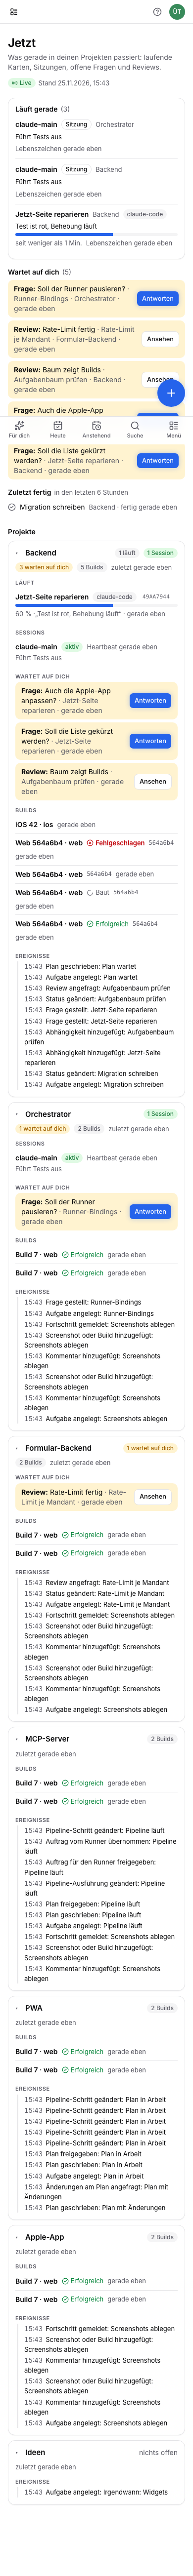 ÜT
Jetzt
Was gerade in deinen Projekten passiert: laufende
Karten, Sitzungen, offene Fragen und Reviews.
Live Stand 25.11.2026, 15:43
Läuft gerade (3)
claude-main Sitzung Orchestrator
Führt Tests aus
Lebenszeichen gerade eben
claude-main Sitzung Backend
Führt Tests aus
Lebenszeichen gerade eben
Jetzt-Seite reparieren Backend claude-code
Test ist rot, Behebung läuft
seit weniger als 1 Min. Lebenszeichen gerade eben
Wartet auf dich (5)
Frage: Soll der Runner pausieren? ·
Runner-Bindings · Orchestrator ·
gerade eben
Antworten
Review: Rate-Limit fertig · Rate-Limit
je Mandant · Formular-Backend ·
gerade eben
Ansehen
Review: Baum zeigt Builds ·
Aufgabenbaum prüfen · Backend ·
gerade eben
Frage: Auch die Apple-App
Für dich
Heute
Anstehend
Suche
Menü
Frage: Soll die Liste gekürzt
werden? · Jetzt-Seite reparieren ·
Backend · gerade eben
Antworten
Zuletzt fertig in den letzten 6 Stunden
Migration schreiben Backend · fertig gerade eben
Projekte
Backend 1 läuft 1 Session
3 warten auf dich 5 Builds zuletzt gerade eben
LÄUFT
Jetzt-Seite reparieren claude-code 49AA7944
60 % · „Test ist rot, Behebung läuft“ · gerade eben
SESSIONS
claude-main aktiv Heartbeat gerade eben
Führt Tests aus
WARTET AUF DICH
Frage: Auch die Apple-App
anpassen? · Jetzt-Seite
reparieren · gerade eben
Antworten
Frage: Soll die Liste gekürzt
werden? · Jetzt-Seite
reparieren · gerade eben
Antworten
Review: Baum zeigt Builds ·
Aufgabenbaum prüfen · gerade
eben
Ansehen
BUILDS
iOS 42 · ios gerade eben
Web 564a6b4 · web Fehlgeschlagen 564a6b4
gerade eben
Web 564a6b4 · web 564a6b4 gerade eben
Web 564a6b4 · web Baut 564a6b4
gerade eben
Web 564a6b4 · web Erfolgreich 564a6b4
gerade eben
EREIGNISSE
15:43 Plan geschrieben: Plan wartet
15:43 Aufgabe angelegt: Plan wartet
15:43 Review angefragt: Aufgabenbaum prüfen
15:43 Status geändert: Aufgabenbaum prüfen
15:43 Frage gestellt: Jetzt-Seite reparieren
15:43 Frage gestellt: Jetzt-Seite reparieren
15:43 Abhängigkeit hinzugefügt: Aufgabenbaum
prüfen
15:43 Abhängigkeit hinzugefügt: Jetzt-Seite
reparieren
15:43 Status geändert: Migration schreiben
15:43 Aufgabe angelegt: Migration schreiben
Orchestrator 1 Session
1 wartet auf dich 2 Builds zuletzt gerade eben
SESSIONS
claude-main aktiv Heartbeat gerade eben
Führt Tests aus
WARTET AUF DICH
Frage: Soll der Runner
pausieren? · Runner-Bindings ·
gerade eben
Antworten
BUILDS
Build 7 · web Erfolgreich gerade eben
Build 7 · web Erfolgreich gerade eben
EREIGNISSE
15:43 Frage gestellt: Runner-Bindings
15:43 Aufgabe angelegt: Runner-Bindings
15:43 Fortschritt gemeldet: Screenshots ablegen
15:43 Screenshot oder Build hinzugefügt:
Screenshots ablegen
15:43 Kommentar hinzugefügt: Screenshots
ablegen
15:43 Screenshot oder Build hinzugefügt:
Screenshots ablegen
15:43 Kommentar hinzugefügt: Screenshots
ablegen
15:43 Aufgabe angelegt: Screenshots ablegen
Formular-Backend 1 wartet auf dich
2 Builds zuletzt gerade eben
WARTET AUF DICH
Review: Rate-Limit fertig · Rate-
Limit je Mandant · gerade eben
Ansehen
BUILDS
Build 7 · web Erfolgreich gerade eben
Build 7 · web Erfolgreich gerade eben
EREIGNISSE
15:43 Review angefragt: Rate-Limit je Mandant
15:43 Status geändert: Rate-Limit je Mandant
15:43 Aufgabe angelegt: Rate-Limit je Mandant
15:43 Fortschritt gemeldet: Screenshots ablegen
15:43 Screenshot oder Build hinzugefügt:
Screenshots ablegen
15:43 Kommentar hinzugefügt: Screenshots
ablegen
15:43 Screenshot oder Build hinzugefügt:
Screenshots ablegen
15:43 Kommentar hinzugefügt: Screenshots
ablegen
15:43 Aufgabe angelegt: Screenshots ablegen
MCP-Server 2 Builds
zuletzt gerade eben
BUILDS
Build 7 · web Erfolgreich gerade eben
Build 7 · web Erfolgreich gerade eben
EREIGNISSE
15:43 Pipeline-Schritt geändert: Pipeline läuft
15:43 Auftrag vom Runner übernommen: Pipeline
läuft
15:43 Auftrag für den Runner freigegeben:
Pipeline läuft
15:43 Pipeline-Ausführung geändert: Pipeline
läuft
15:43 Plan freigegeben: Pipeline läuft
15:43 Plan geschrieben: Pipeline läuft
15:43 Aufgabe angelegt: Pipeline läuft
15:43 Fortschritt gemeldet: Screenshots ablegen
15:43 Screenshot oder Build hinzugefügt:
Screenshots ablegen
15:43 Kommentar hinzugefügt: Screenshots
ablegen
PWA 2 Builds
zuletzt gerade eben
BUILDS
Build 7 · web Erfolgreich gerade eben
Build 7 · web Erfolgreich gerade eben
EREIGNISSE
15:43 Pipeline-Schritt geändert: Plan in Arbeit
15:43 Pipeline-Schritt geändert: Plan in Arbeit
15:43 Pipeline-Schritt geändert: Plan in Arbeit
15:43 Pipeline-Schritt geändert: Plan in Arbeit
15:43 Pipeline-Schritt geändert: Plan in Arbeit
15:43 Plan freigegeben: Plan in Arbeit
15:43 Plan geschrieben: Plan in Arbeit
15:43 Aufgabe angelegt: Plan in Arbeit
15:43 Änderungen am Plan angefragt: Plan mit
Änderungen
15:43 Plan geschrieben: Plan mit Änderungen
Apple-App 2 Builds
zuletzt gerade eben
BUILDS
Build 7 · web Erfolgreich gerade eben
Build 7 · web Erfolgreich gerade eben
EREIGNISSE
15:43 Fortschritt gemeldet: Screenshots ablegen
15:43 Screenshot oder Build hinzugefügt:
Screenshots ablegen
15:43 Kommentar hinzugefügt: Screenshots
ablegen
15:43 Screenshot oder Build hinzugefügt:
Screenshots ablegen
15:43 Kommentar hinzugefügt: Screenshots
ablegen
15:43 Aufgabe angelegt: Screenshots ablegen
Ideen nichts offen
zuletzt gerade eben
EREIGNISSE
15:43 Aufgabe angelegt: Irgendwann: Widgets